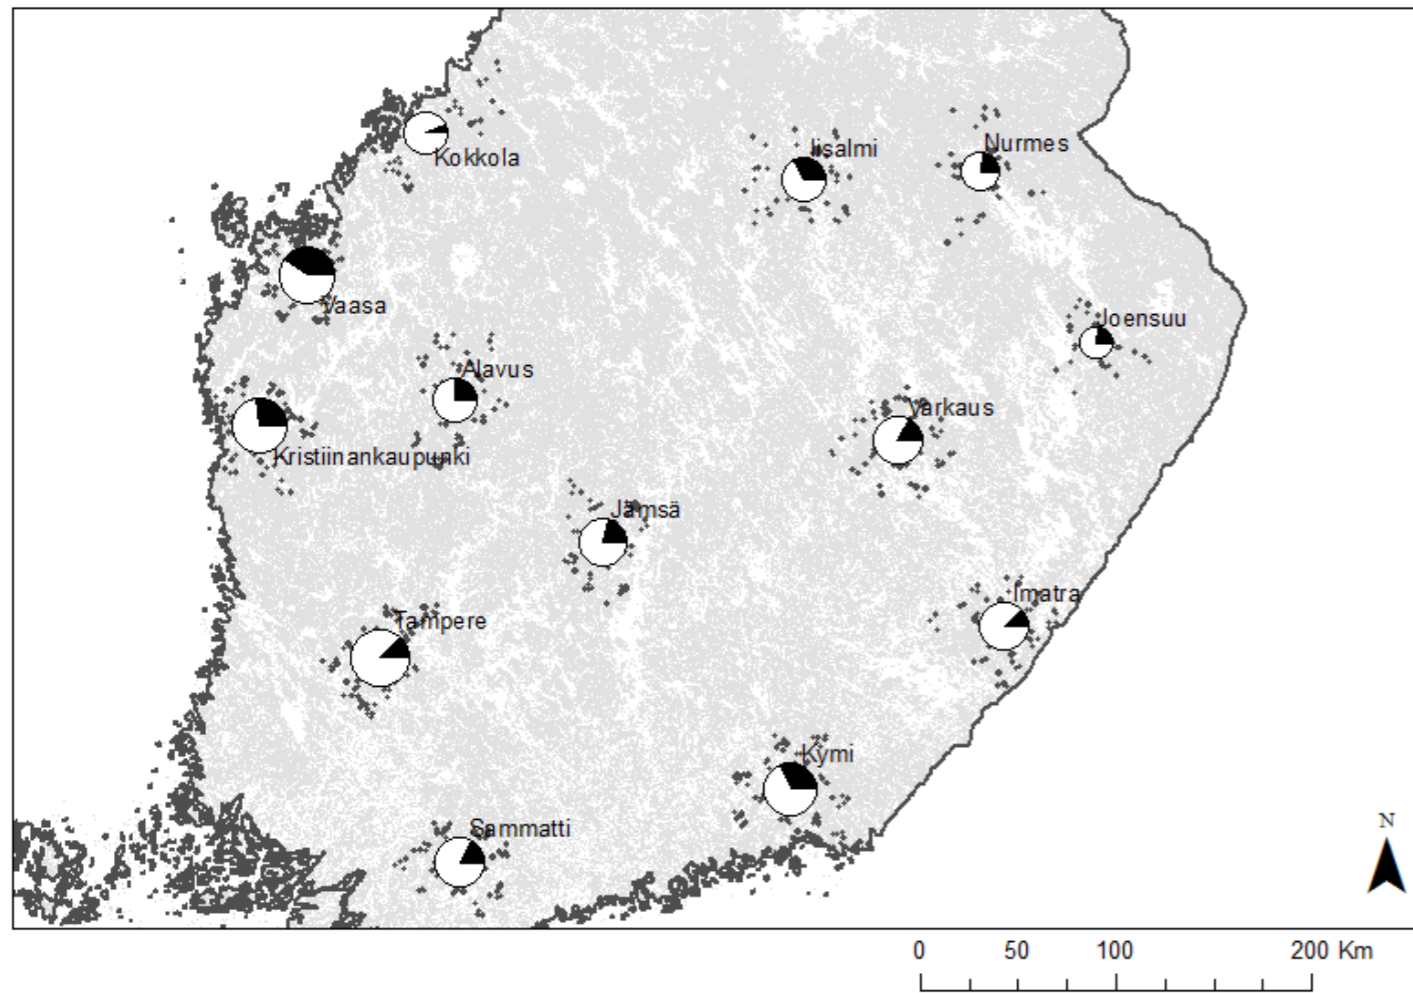 Kokkola
Iisalmi
Nurmes
Vaasa
Joensuu
Alavus
Varkaus
Kristiinankaupunki
Jämsä
Imatra
Tampere
Kymi
Sammatti
N
0 50 100 200 Km